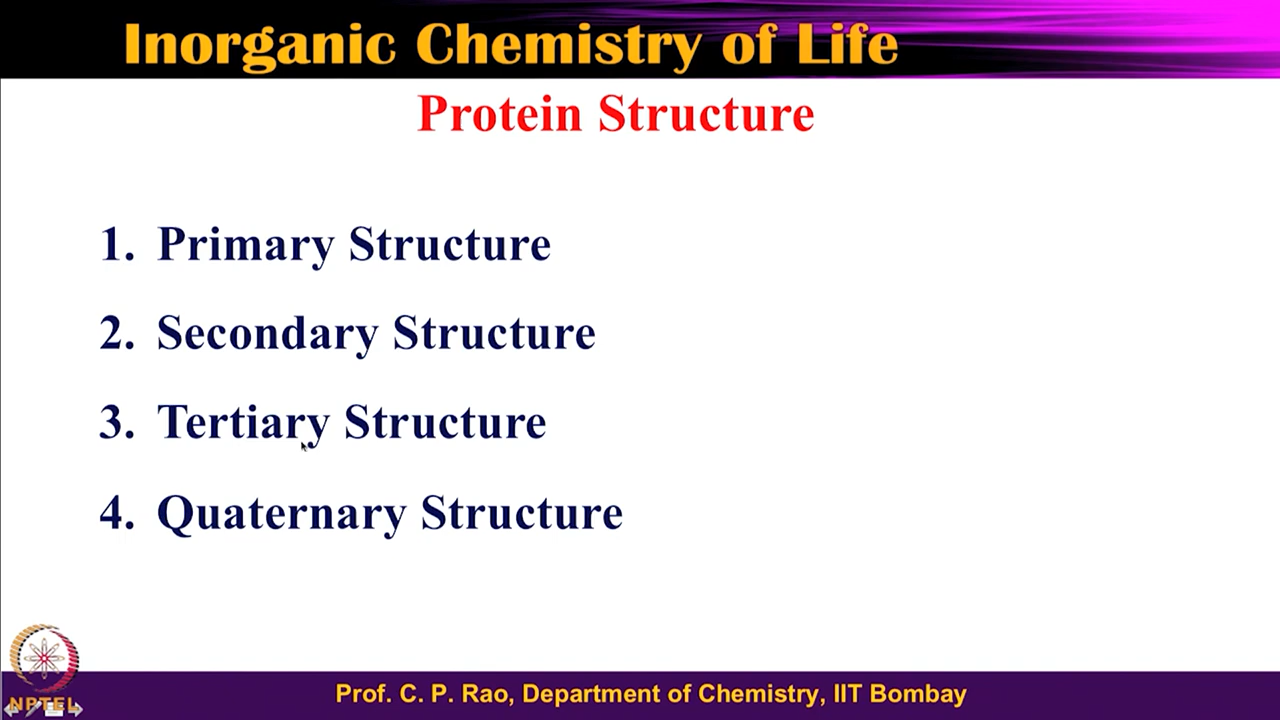 Inorganic Chemistry of Life
Protein Structure
1. Primary Structure
2. Secondary Structure
3. Tertiary Structure
4. Quaternary Structure
NPTEL
Prof. C. P. Rao, Department of Chemistry, IIT Bombay